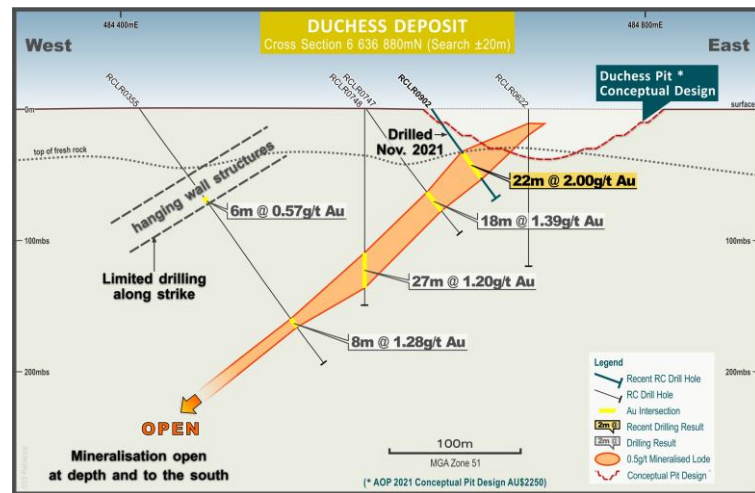 484 400mE
DUCHESS DEPOSIT
484 800mE
Cross Section 6 636 880mN (Search ±20m)
West
East
RCLR0355
RCLR0748
RCLR0747
RCLR0902
RCLR0622
Duchess Pit *
Conceptual Design
0m
surface
Drilled
Nov. 2021
top of fresh rock
hanging wall structures
22m @ 2.00g/t Au
6m @ 0.57g/t Au
18m @ 1.39g/t Au
100mbs
100mbs
Limited drilling
along strike
27m @ 1.20g/t Au
8m @ 1.28g/t Au
200mbs
200mbs
OPEN
Mineralisation open
at depth and to the south
100m
MGA Zone 51
(* AOP 2021 Conceptual Pit Design AU$2250)
Legend
Recent RC Drill Hole
RC Drill Hole
Au Intersection
2m @ Recent Drilling Result
2m @ Drilling Result
0.5g/t Mineralised Lode
Conceptual Pit Design